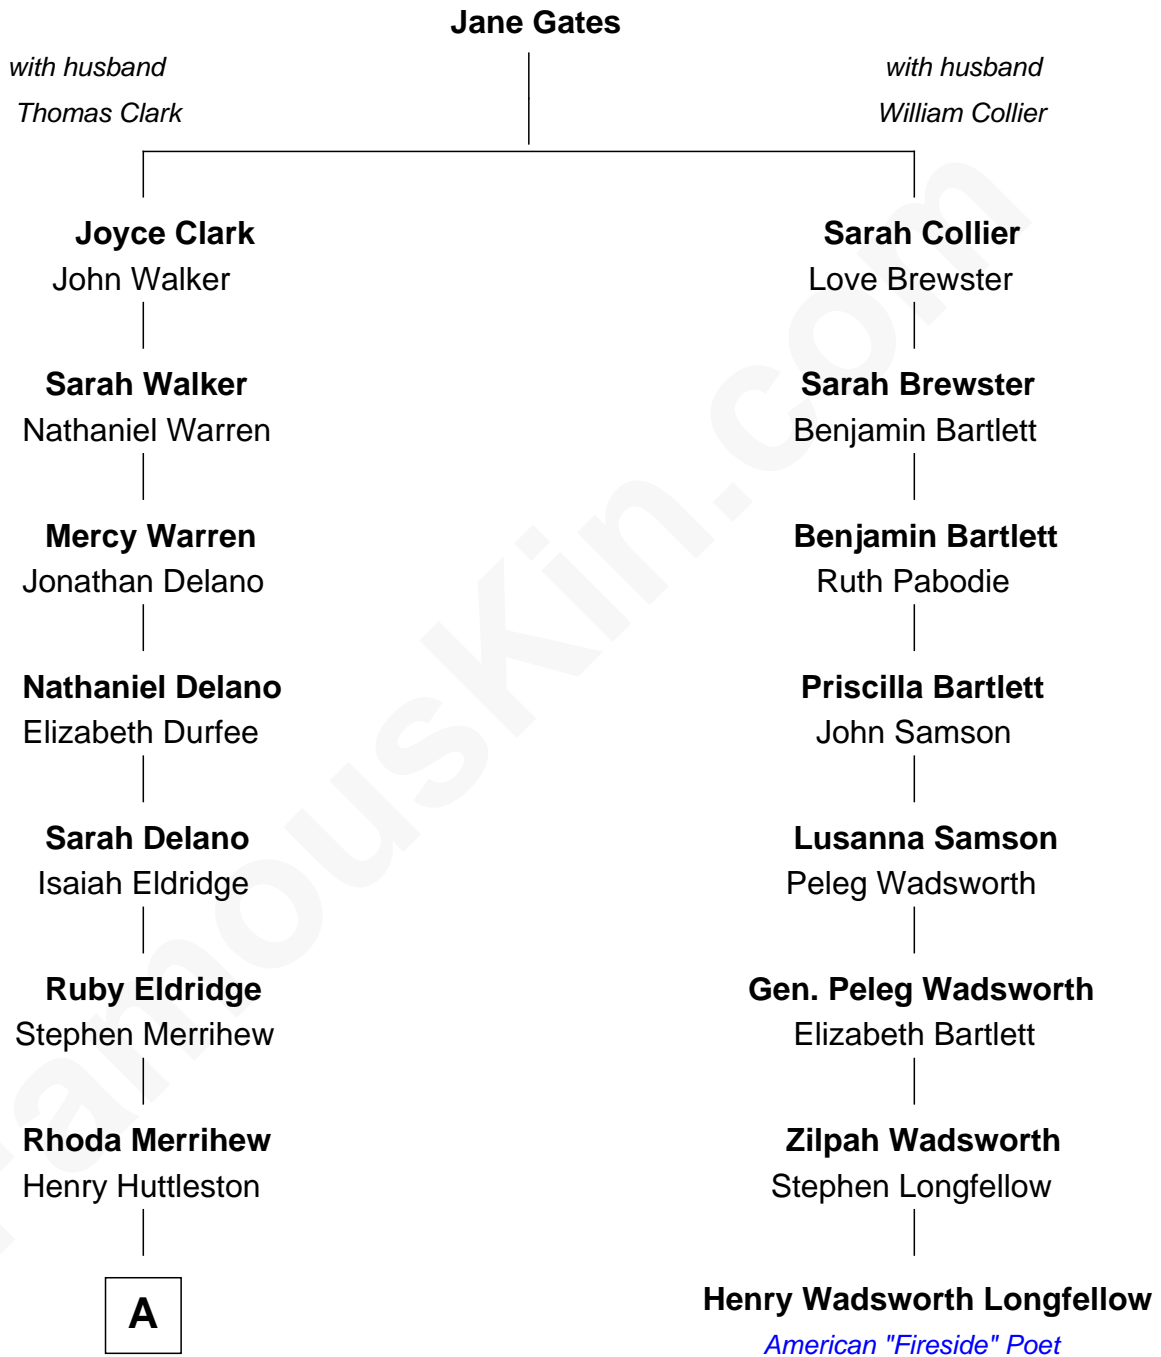 Jane Gates
with husband
Thomas Clark
with husband
William Collier
Joyce Clark
John Walker
Sarah Collier
Love Brewster
Sarah Walker
Nathaniel Warren
Sarah Brewster
Benjamin Bartlett
Mercy Warren
Jonathan Delano
Benjamin Bartlett
Ruth Pabodie
Nathaniel Delano
Elizabeth Durfee
Priscilla Bartlett
John Samson
Sarah Delano
Isaiah Eldridge
Lusanna Samson
Peleg Wadsworth
Ruby Eldridge
Stephen Merrihew
Gen. Peleg Wadsworth
Elizabeth Bartlett
Rhoda Merrihew
Henry Huttleston
Zilpah Wadsworth
Stephen Longfellow
A
Henry Wadsworth Longfellow
American "Fireside" Poet
FamousKin.com